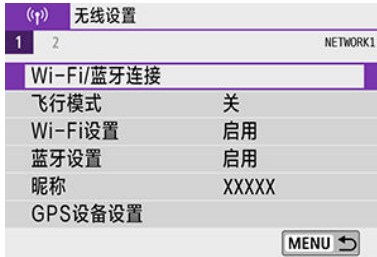 无线设置
1 2 NETWORK1
Wi-Fi/蓝牙连接
飞行模式 关
Wi-Fi设置 启用
蓝牙设置 启用
昵称 XXXXX
GPS设备设置
MENU